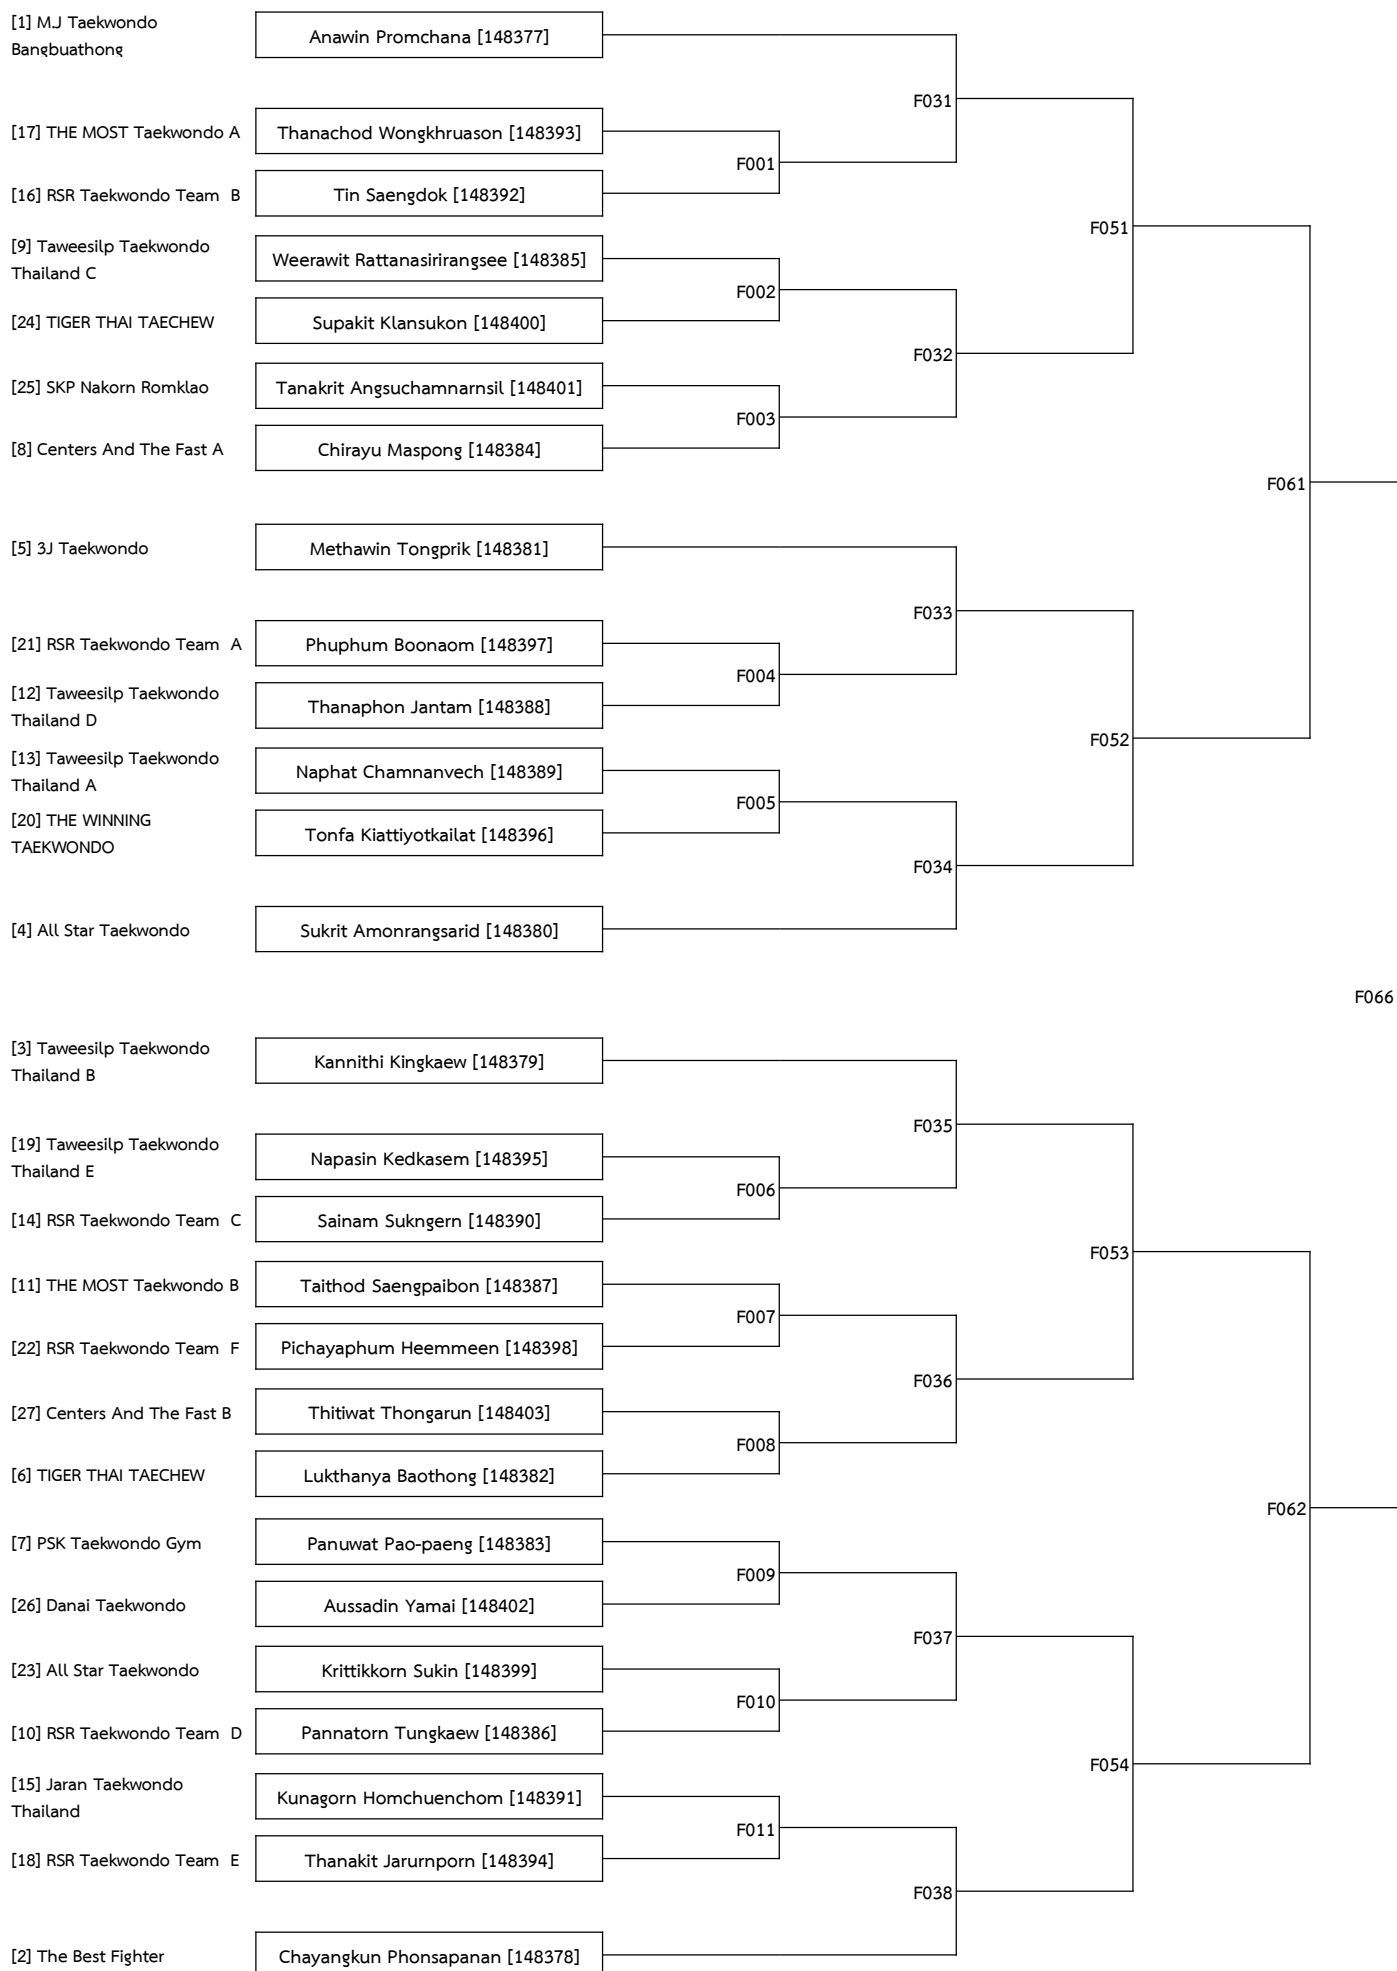 [1] M.J Taekwondo
Bangbuathong
Anawin Promchana [148377]
F031
[17] THE MOST Taekwondo A
Thanachod Wongkhruason [148393]
F001
[16] RSR Taekwondo Team  B
Tin Saengdok [148392]
F051
[9] Taweesilp Taekwondo
Thailand C
Weerawit Rattanasirirangsee [148385]
F002
[24] TIGER THAI TAECHEW
Supakit Klansukon [148400]
F032
[25] SKP Nakorn Romklao
Tanakrit Angsuchamnarnsil [148401]
F003
[8] Centers And The Fast A
Chirayu Maspong [148384]
F061
[5] 3J Taekwondo
Methawin Tongprik [148381]
F033
[21] RSR Taekwondo Team  A
Phuphum Boonaom [148397]
F004
[12] Taweesilp Taekwondo
Thailand D
Thanaphon Jantam [148388]
F052
[13] Taweesilp Taekwondo
Thailand A
Naphat Chamnanvech [148389]
F005
[20] THE WINNING
TAEKWONDO
Tonfa Kiattiyotkailat [148396]
F034
[4] All Star Taekwondo
Sukrit Amonrangsarid [148380]
F066
[3] Taweesilp Taekwondo
Thailand B
Kannithi Kingkaew [148379]
F035
[19] Taweesilp Taekwondo
Thailand E
Napasin Kedkasem [148395]
F006
[14] RSR Taekwondo Team  C
Sainam Sukngern [148390]
F053
[11] THE MOST Taekwondo B
Taithod Saengpaibon [148387]
F007
[22] RSR Taekwondo Team  F
Pichayaphum Heemmeen [148398]
F036
[27] Centers And The Fast B
Thitiwat Thongarun [148403]
F008
[6] TIGER THAI TAECHEW
Lukthanya Baothong [148382]
F062
[7] PSK Taekwondo Gym
Panuwat Pao-paeng [148383]
F009
[26] Danai Taekwondo
Aussadin Yamai [148402]
F037
[23] All Star Taekwondo
Krittikkorn Sukin [148399]
F010
[10] RSR Taekwondo Team  D
Pannatorn Tungkaew [148386]
F054
[15] Jaran Taekwondo
Thailand
Kunagorn Homchuenchom [148391]
F011
[18] RSR Taekwondo Team  E
Thanakit Jarurnporn [148394]
F038
[2] The Best Fighter
Chayangkun Phonsapanan [148378]